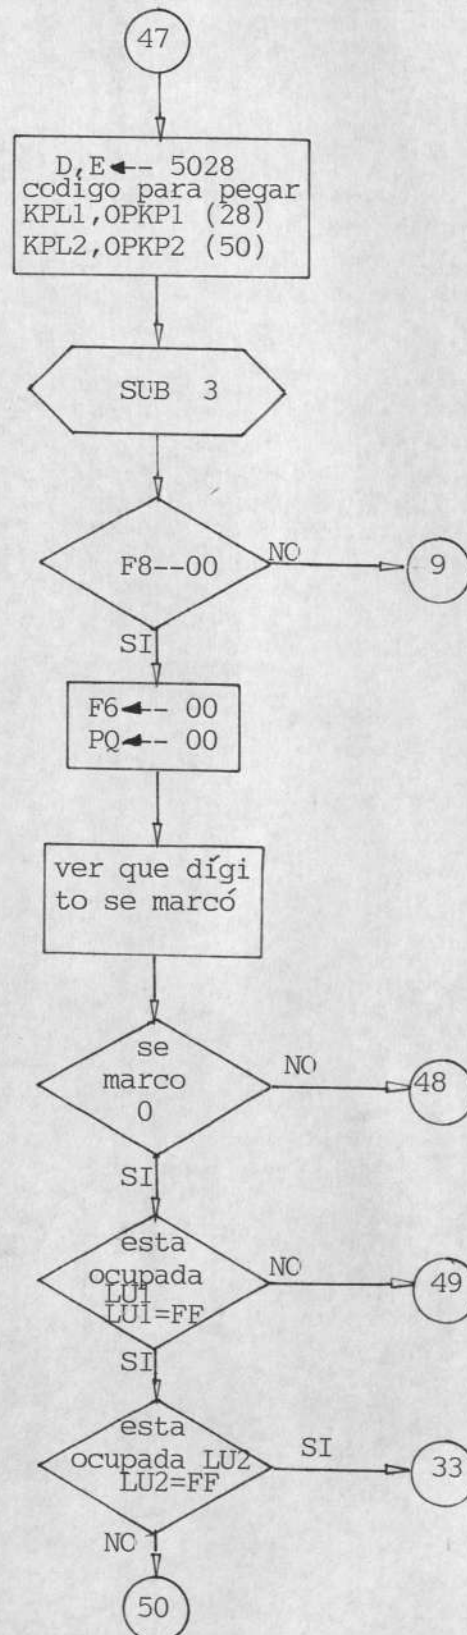 47
D,E◄-- 5028
codigo para pegar
KPL1,OPKP1 (28)
KPL2,OPKP2 (50)
SUB 3
F8--00
NO
9
SI
F6◄-- 00
PQ◄-- 00
ver que dígi
to se marcó
se
marco
0
NO
48
SI
esta
ocupada
LU1
LU1=FF
NO
49
SI
esta
ocupada LU2
LU2=FF
SI
33
NO
50